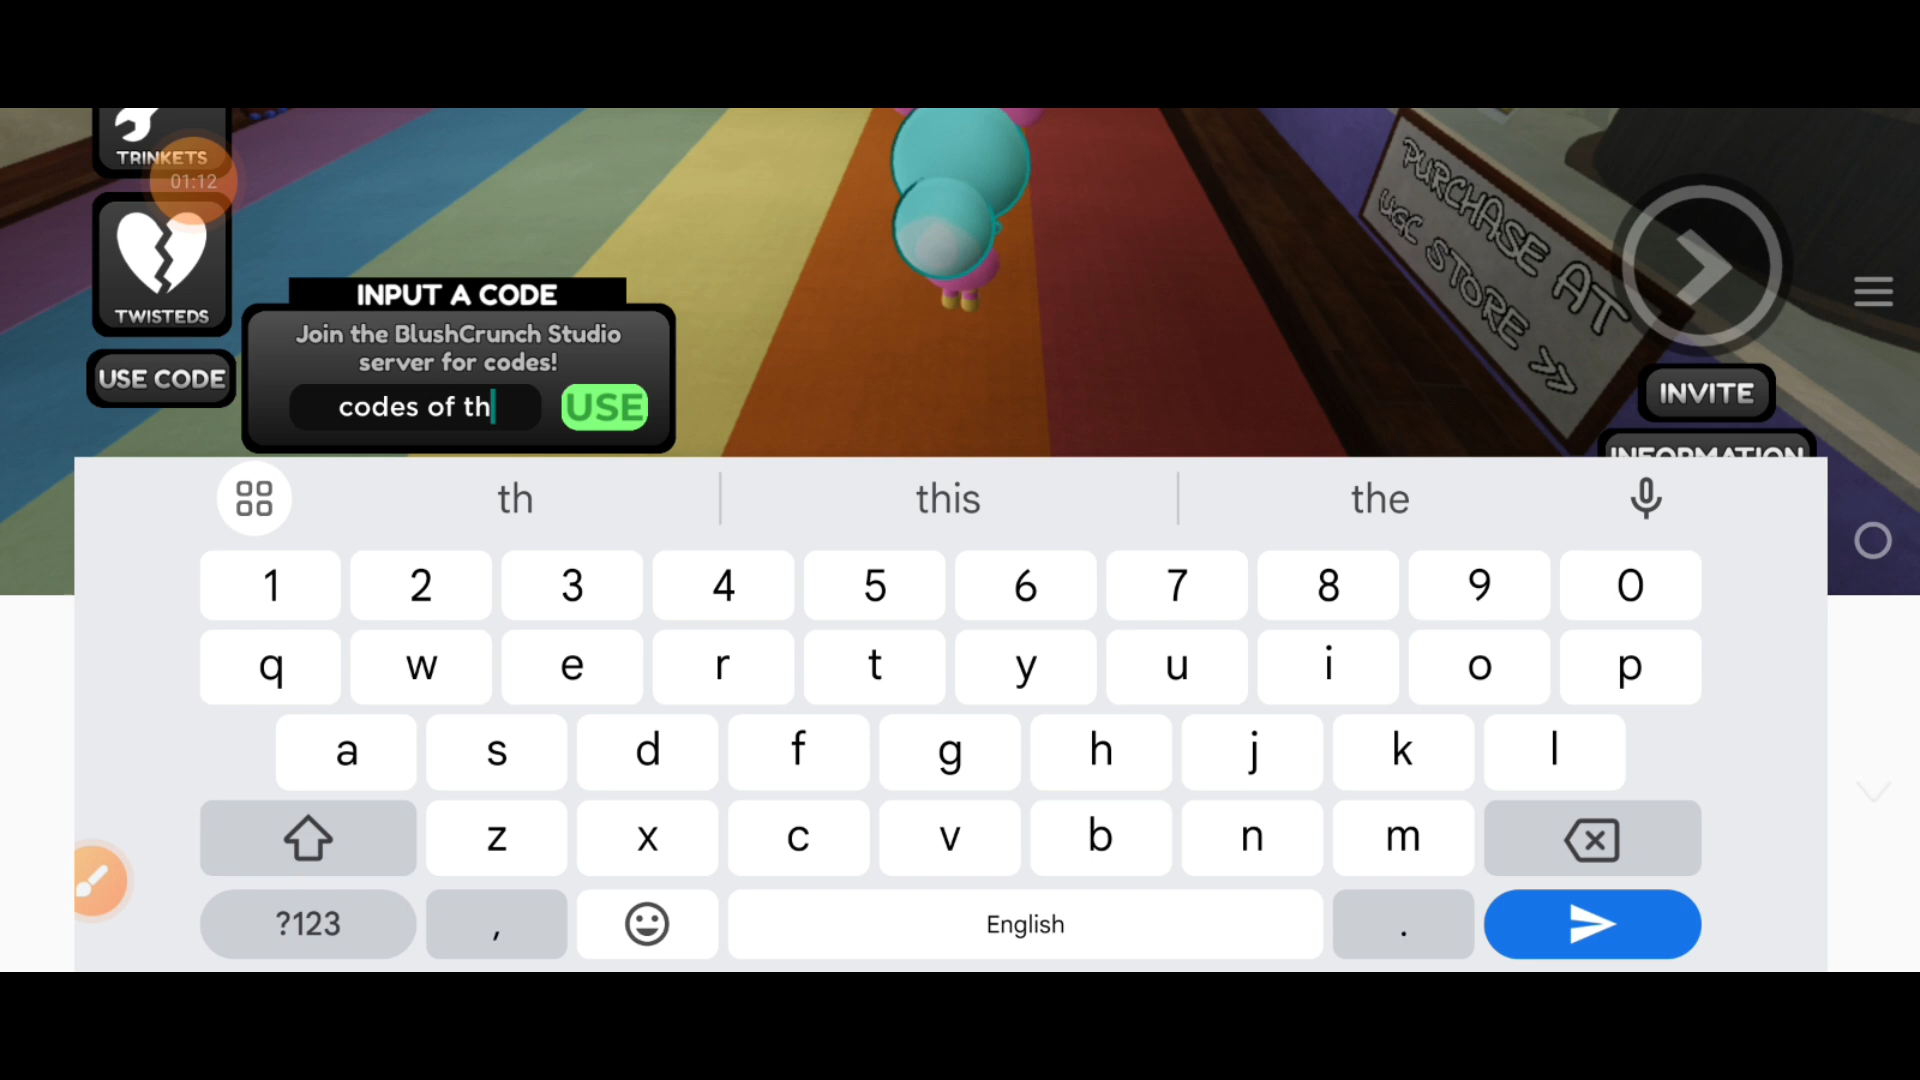 TRINKETS
01:12
TWISTEDS
USE CODE
INPUT A CODE
Join the BlushCrunch Studio
server for codes!
codes of th
USE
PURCHASE AT
UGC STORE >>
INVITE
INFORMATION
th
this
the
1 2 3 4 5 6 7 8 9 0
q w e r t y u i o p
a s d f g h j k l
z x c v b n m
?123
,
English
.